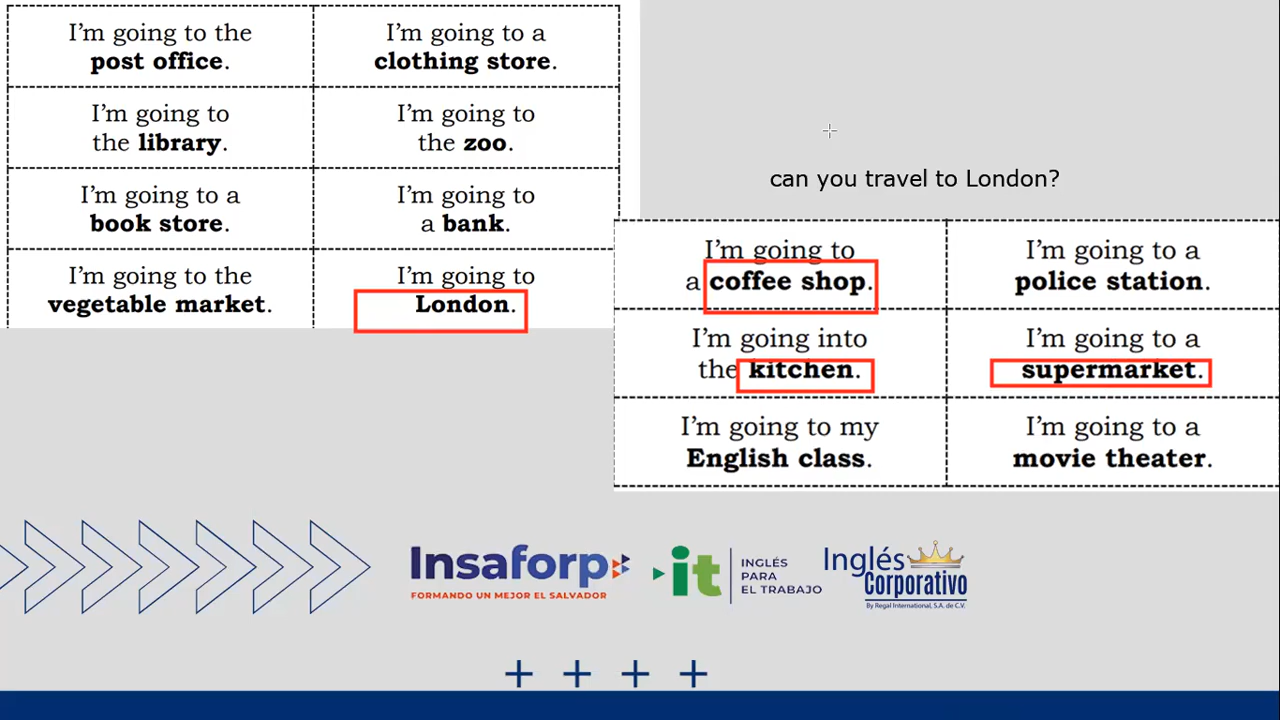 I'm going to the
post office.
I'm going to a
clothing store.
I'm going to
the library.
I'm going to
the zoo.
I'm going to a
book store.
I'm going to
a bank.
I'm going to the
vegetable market.
I'm going to
London.
can you travel to London?
I'm going to
a coffee shop.
I'm going to a
police station.
I'm going into
the kitchen.
I'm going to a
supermarket.
I'm going to my
English class.
I'm going to a
movie theater.
Insaforp
FORMANDO UN MEJOR EL SALVADOR
it
INGLÉS
PARA
EL TRABAJO
Inglés
Corporativo
By Regal International, S.A. de C.V.